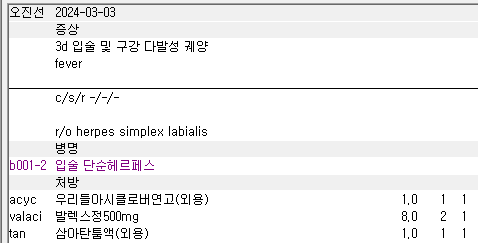 오진선 2024-03-03
증상
3d 입술 및 구강 다발성 궤양
fever
c/s/r -/-/-
r/o herpes simplex labialis
병명
b001-2 입술 단순헤르페스
처방
acyc 우리들아시클로버연고(외용) 1.0 1 1
valaci 발렉스정500mg 8.0 2 1
tan 삼아탄툼액(외용) 1.0 1 1